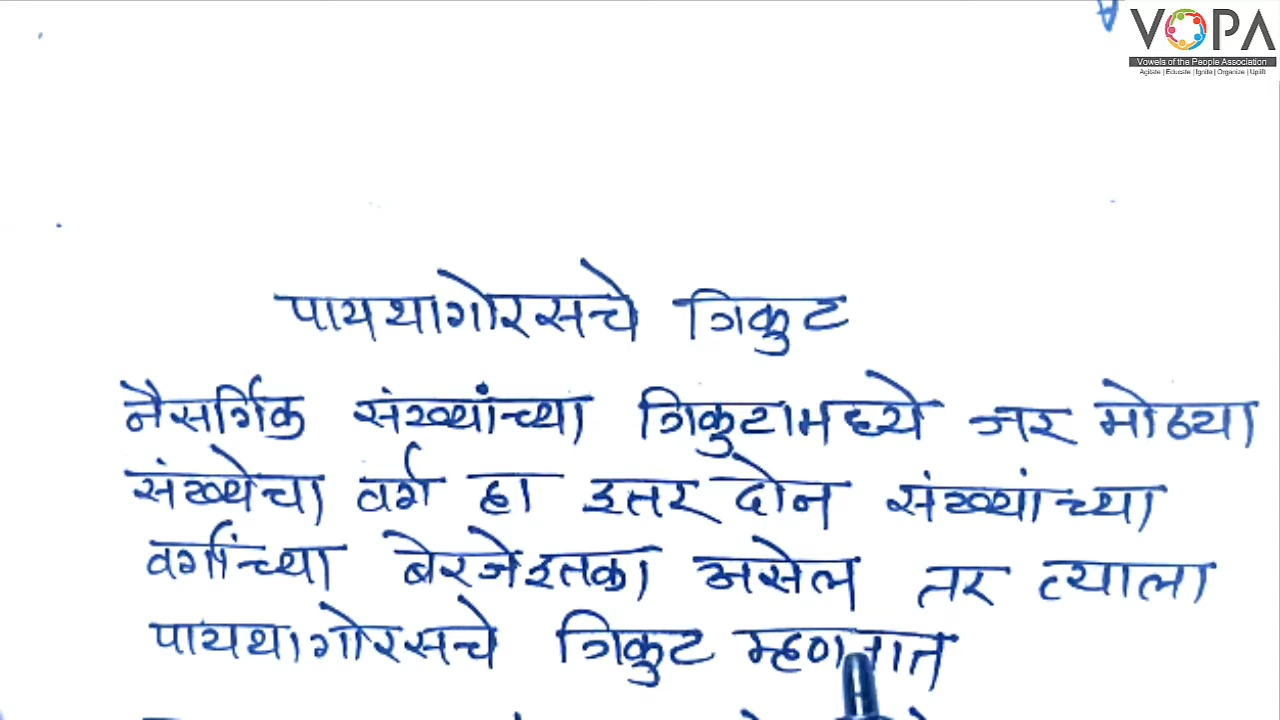 VOPA
Vowels of the People Association
Agitate | Educate | Ignite | Organize | Uplift
पायथागोरसचे त्रिकुट
नैसर्गिक संख्यांच्या त्रिकुटामध्ये जर मोठ्या
संख्येचा वर्ग हा इतर दोन संख्यांच्या
वर्गांच्या बेरजेइतका असेल तर त्याला
पायथागोरसचे त्रिकुट म्हणतात